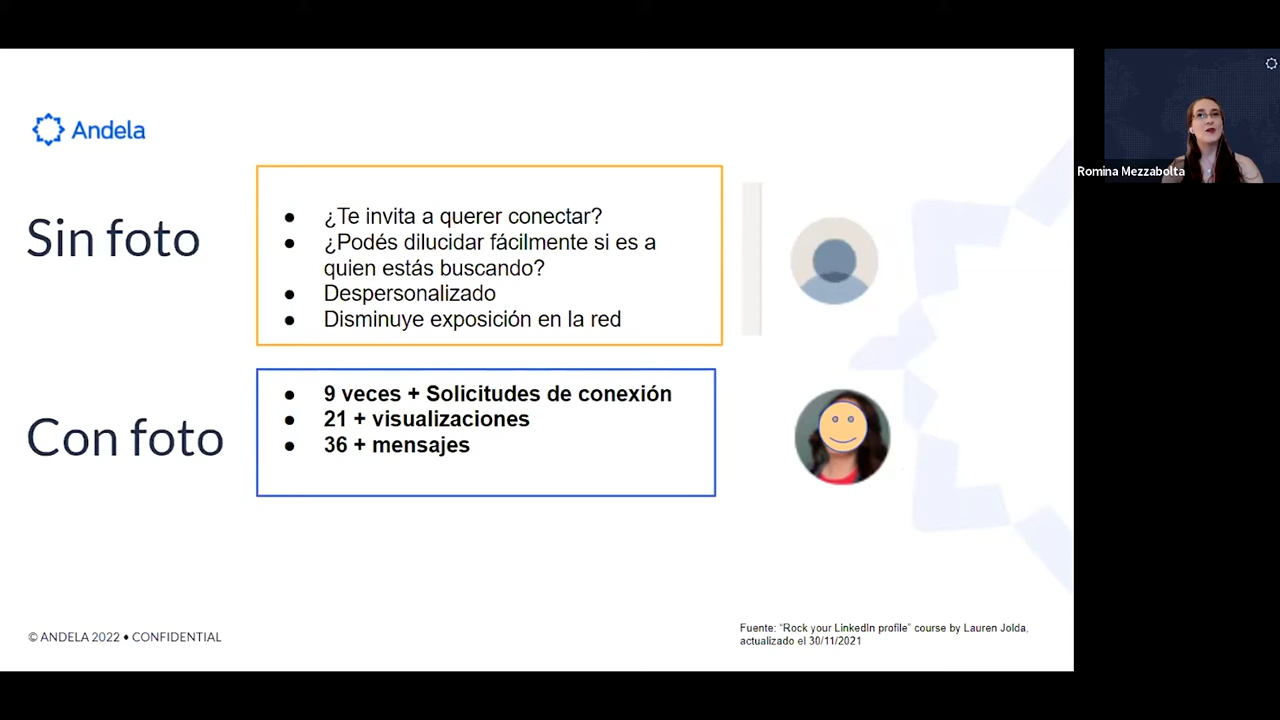 Andela
Sin foto
● ¿Te invita a querer conectar?
● ¿Podés dilucidar fácilmente si es a
quien estás buscando?
● Despersonalizado
● Disminuye exposición en la red
Con foto
● 9 veces + Solicitudes de conexión
● 21 + visualizaciones
● 36 + mensajes
© ANDELA 2022 • CONFIDENTIAL
Fuente: “Rock your LinkedIn profile” course by Lauren Jolda,
actualizado el 30/11/2021
Romina Mezzabolta